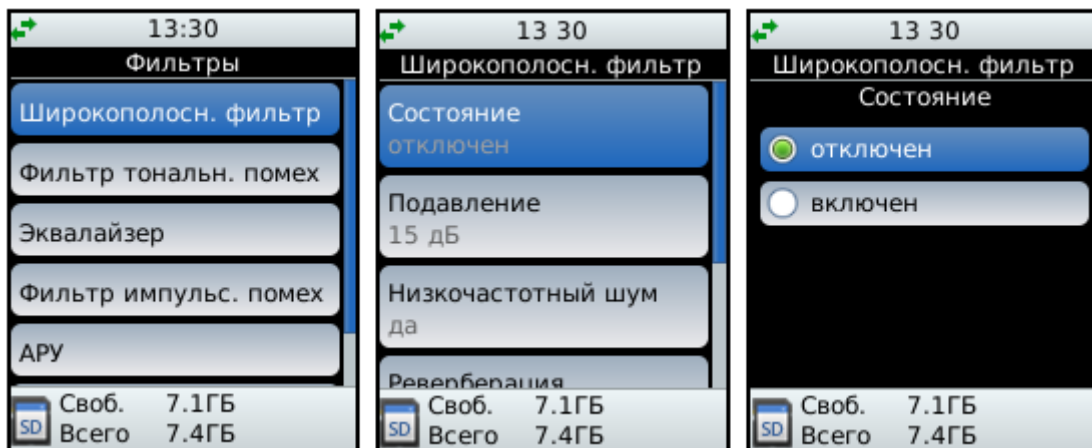 13:30
Фильтры
Широкополосн. фильтр
Фильтр тональн. помех
Эквалайзер
Фильтр импульс. помех
АРУ
SD
Своб. 7.1ГБ
Всего 7.4ГБ
13 30
Широкополосн. фильтр
Состояние
отключен
Подавление
15 дБ
Низкочастотный шум
да
Реверберация
SD
Своб. 7.1ГБ
Всего 7.4ГБ
13 30
Широкополосн. фильтр
Состояние
отключен
включен
SD
Своб. 7.1ГБ
Всего 7.4ГБ